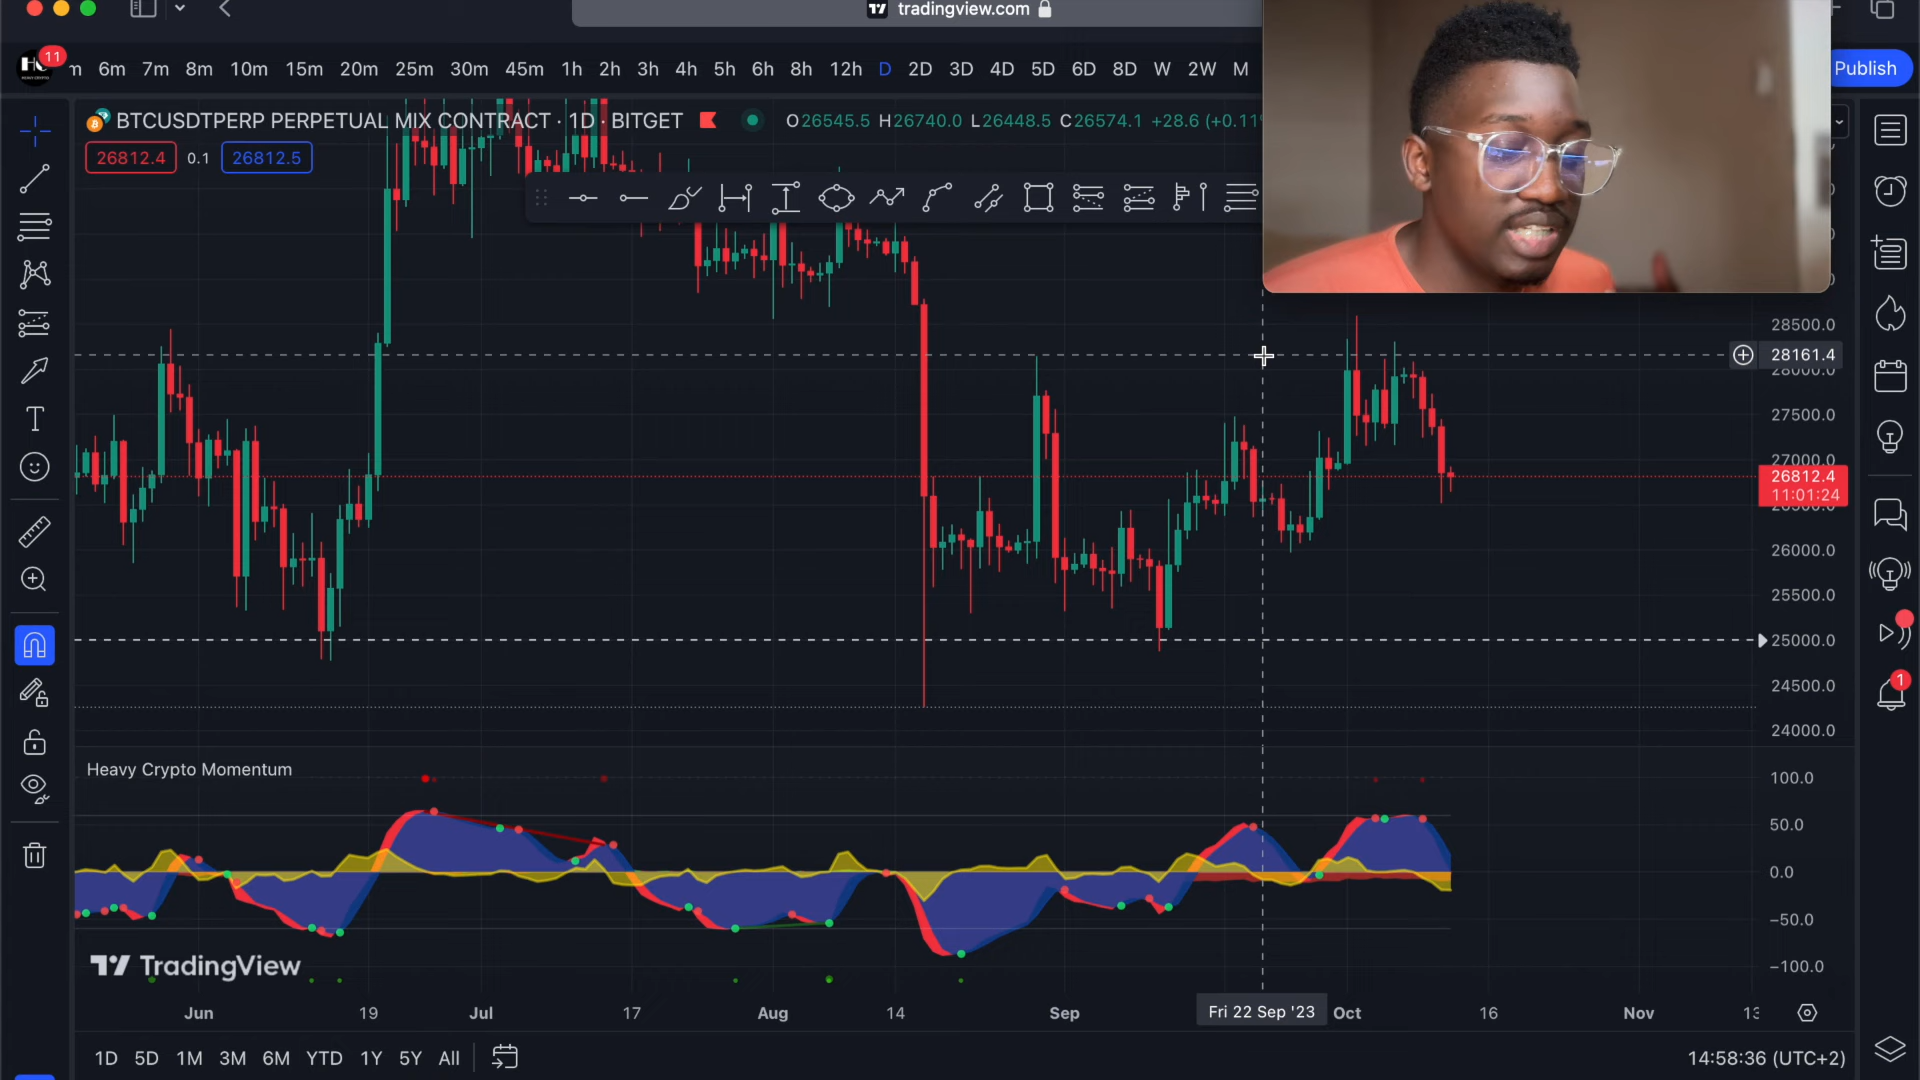 tradingview.com
11
m 6m 7m 8m 10m 15m 20m 25m 30m 45m 1h 2h 3h 4h 5h 6h 8h 12h D 2D 3D 4D 5D 6D 8D W 2W M
Publish
BTCUSDTPERP PERPETUAL MIX CONTRACT · 1D · BITGET
O26545.5 H26740.0 L26448.5 C26574.1 +28.6 (+0.11
26812.4 0.1 26812.5
28500.0
28161.4
28000.0
27500.0
27000.0
26812.4
11:01:24
26500.0
26000.0
25500.0
25000.0
24500.0
24000.0
1
Heavy Crypto Momentum
100.0
50.0
0.0
−50.0
−100.0
TradingView
Jun 19 Jul 17 Aug 14 Sep Fri 22 Sep '23 Oct 16 Nov 13
1D 5D 1M 3M 6M YTD 1Y 5Y All
14:58:36 (UTC+2)